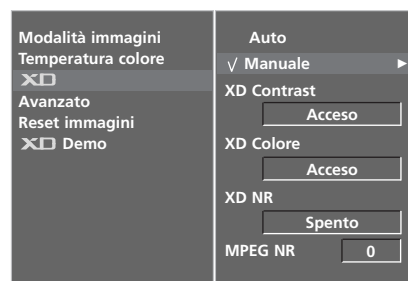 Modalità immagini
Temperatura colore
XD
Avanzato
Reset immagini
XD Demo
Auto
√ Manuale ►
XD Contrast
Acceso
XD Colore
Acceso
XD NR
Spento
MPEG NR 0